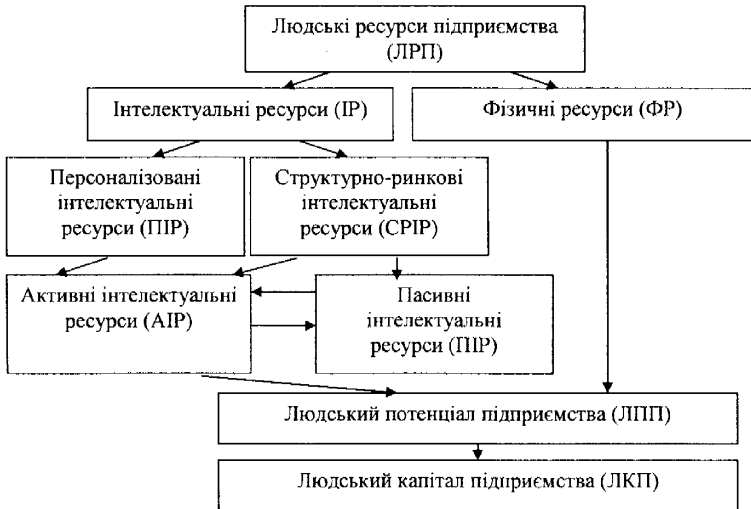 Людські ресурси підприємства
(ЛРП)
Інтелектуальні ресурси (ІР)
Фізичні ресурси (ФР)
Персоналізовані
інтелектуальні
ресурси (ПІР)
Структурно-ринкові
інтелектуальні
ресурси (СРІР)
Активні інтелектуальні
ресурси (АІР)
Пасивні
інтелектуальні
ресурси (ПІР)
Людський потенціал підприємства (ЛПП)
Людський капітал підприємства (ЛКП)